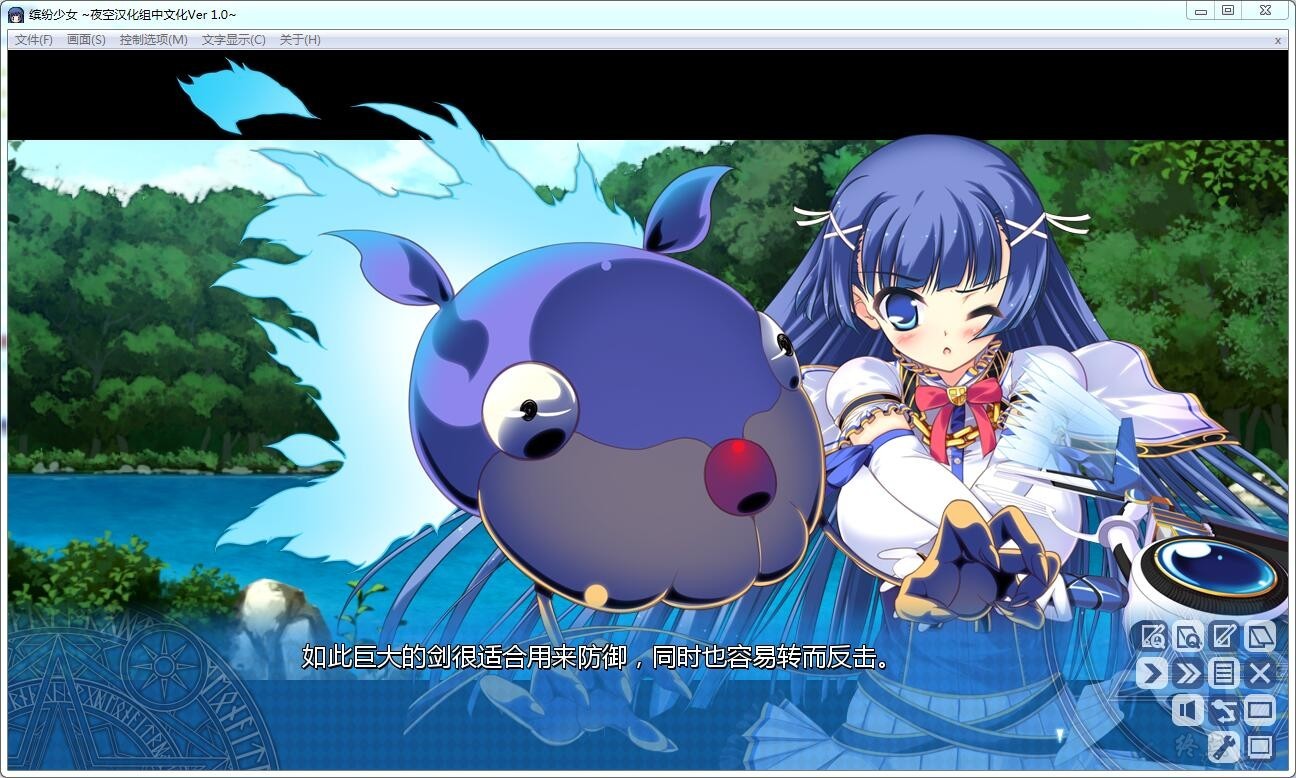 缤纷少女 ~夜空汉化组中文化Ver 1.0~
文件(F) 画面(S) 控制选项(M) 文字显示(C) 关于(H) x
如此巨大的剑很适合用来防御，同时也容易转而反击。
终